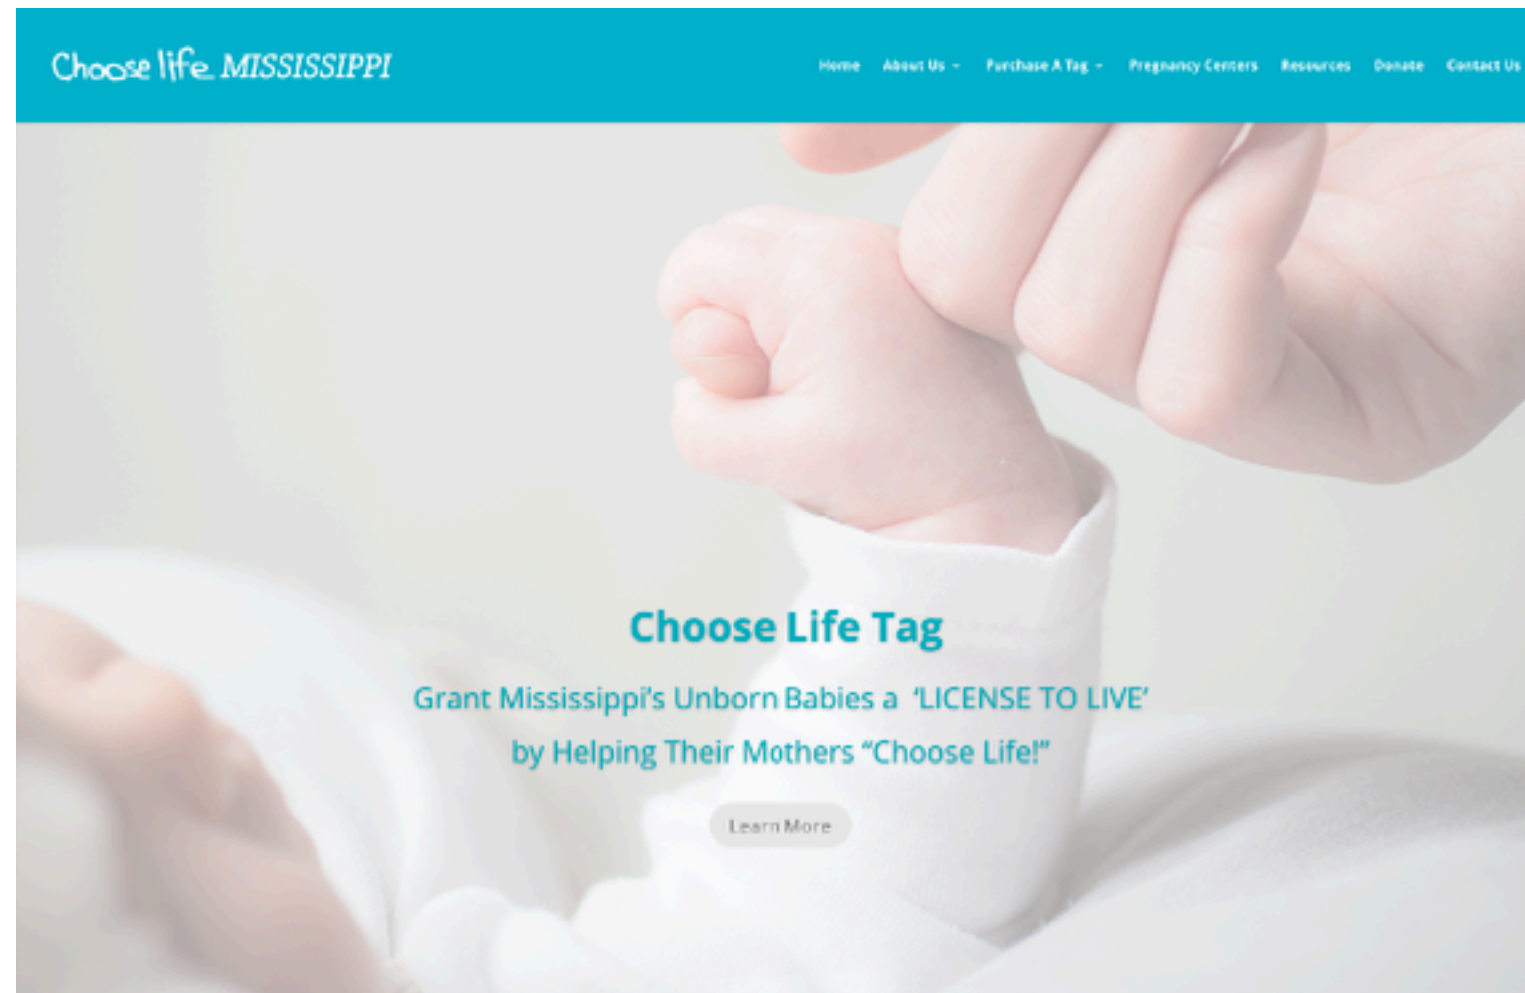 Choose life MISSISSIPPI
Home About Us Purchase A Tag Pregnancy Centers Resources Donate Contact Us
Choose Life Tag
Grant Mississippi’s Unborn Babies a ‘LICENSE TO LIVE’
by Helping Their Mothers “Choose Life!”
Learn More